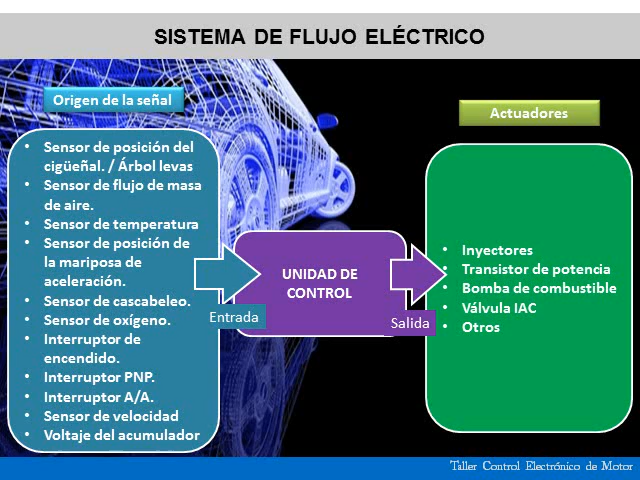 SISTEMA DE FLUJO ELÉCTRICO
Origen de la señal
• Sensor de posición del
cigüeñal. / Árbol levas
• Sensor de flujo de masa
de aire.
• Sensor de temperatura
• Sensor de posición de
la mariposa de
aceleración.
• Sensor de cascabeleo.
• Sensor de oxígeno.
• Interruptor de
encendido.
• Interruptor PNP.
• Interruptor A/A.
• Sensor de velocidad
• Voltaje del acumulador
Entrada
UNIDAD DE
CONTROL
Salida
Actuadores
• Inyectores
• Transistor de potencia
• Bomba de combustible
• Válvula IAC
• Otros
Taller Control Electrónico de Motor